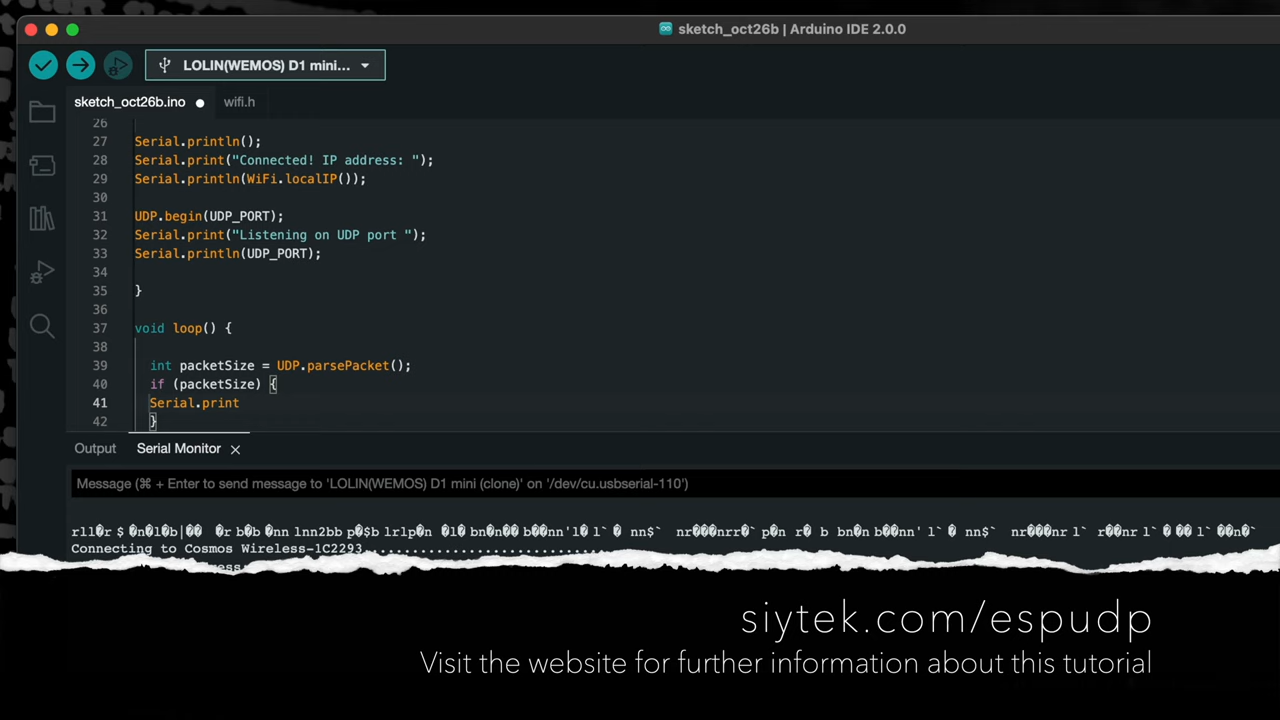 sketch_oct26b | Arduino IDE 2.0.0
LOLIN(WEMOS) D1 mini...
sketch_oct26b.ino
wifi.h
26
27 Serial.println();
28 Serial.print("Connected! IP address: ");
29 Serial.println(WiFi.localIP());
30
31 UDP.begin(UDP_PORT);
32 Serial.print("Listening on UDP port ");
33 Serial.println(UDP_PORT);
34
35 }
36
37 void loop() {
38
39 int packetSize = UDP.parsePacket();
40 if (packetSize) {
41 Serial.print
42 }
Output Serial Monitor
Message (⌘ + Enter to send message to 'LOLIN(WEMOS) D1 mini (clone)' on '/dev/cu.usbserial-110')
Connecting to Cosmos Wireless-1C2293
siytek.com/espudp
Visit the website for further information about this tutorial